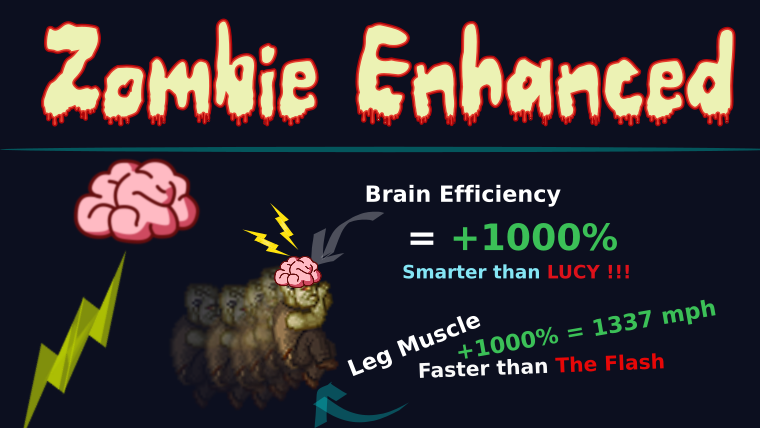 Zombie Enhanced
Brain Efficiency
= +1000%
Smarter than LUCY !!!
Leg Muscle
+1000% = 1337 mph
Faster than The Flash